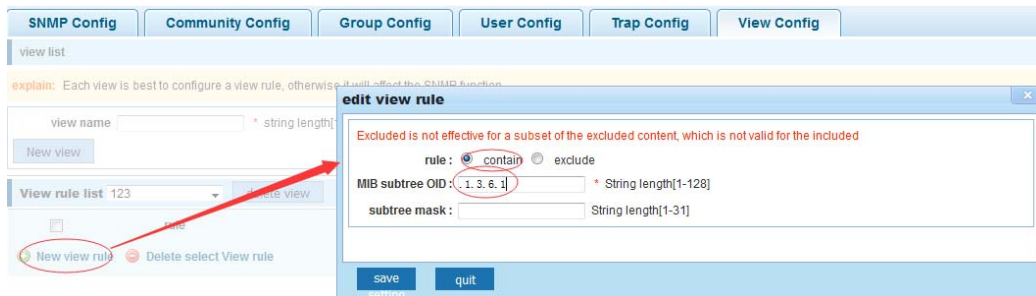 SNMP Config Community Config Group Config User Config Trap Config View Config
view list
explain: Each view is best to configure a view rule, otherwise it will affect the SNMP function
edit view rule
view name * string length[
Excluded is not effective for a subset of the excluded content, which is not valid for the included
New view
rule : contain exclude
MIB subtree OID : .1.3.6.1 * String length[1-128]
View rule list 123 delete view
subtree mask : String length[1-31]
rule
New view rule Delete select View rule
save setting quit